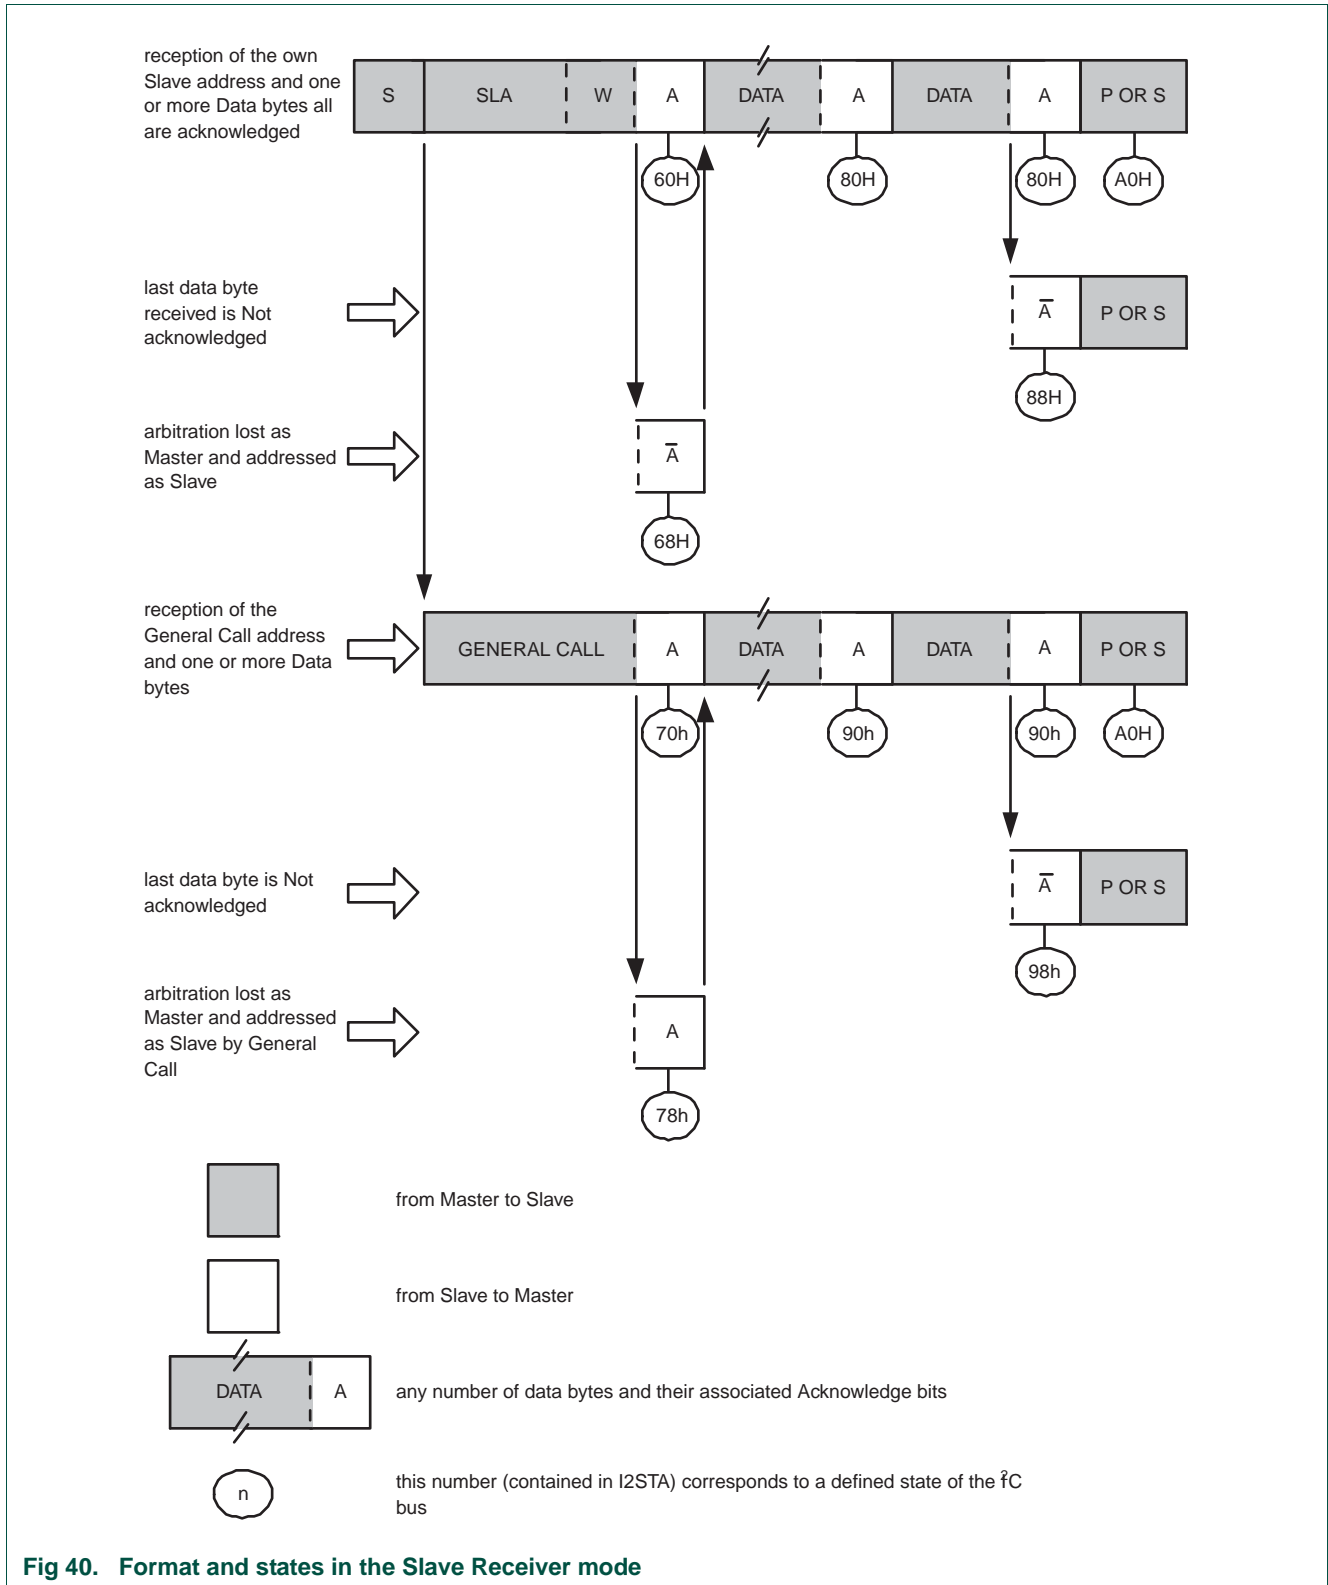 reception of the own
Slave address and one
or more Data bytes all
are acknowledged
S SLA W A DATA A DATA A P OR S
60H 80H 80H A0H
last data byte
received is Not
acknowledged
A̅ P OR S
88H
arbitration lost as
Master and addressed
as Slave
A̅
68H
reception of the
General Call address
and one or more Data
bytes
GENERAL CALL A DATA A DATA A P OR S
70h 90h 90h A0H
last data byte is Not
acknowledged
A̅ P OR S
98h
arbitration lost as
Master and addressed
as Slave by General
Call
A
78h
from Master to Slave
from Slave to Master
DATA A
any number of data bytes and their associated Acknowledge bits
n
this number (contained in I2STA) corresponds to a defined state of the I²C
bus
Fig 40. Format and states in the Slave Receiver mode